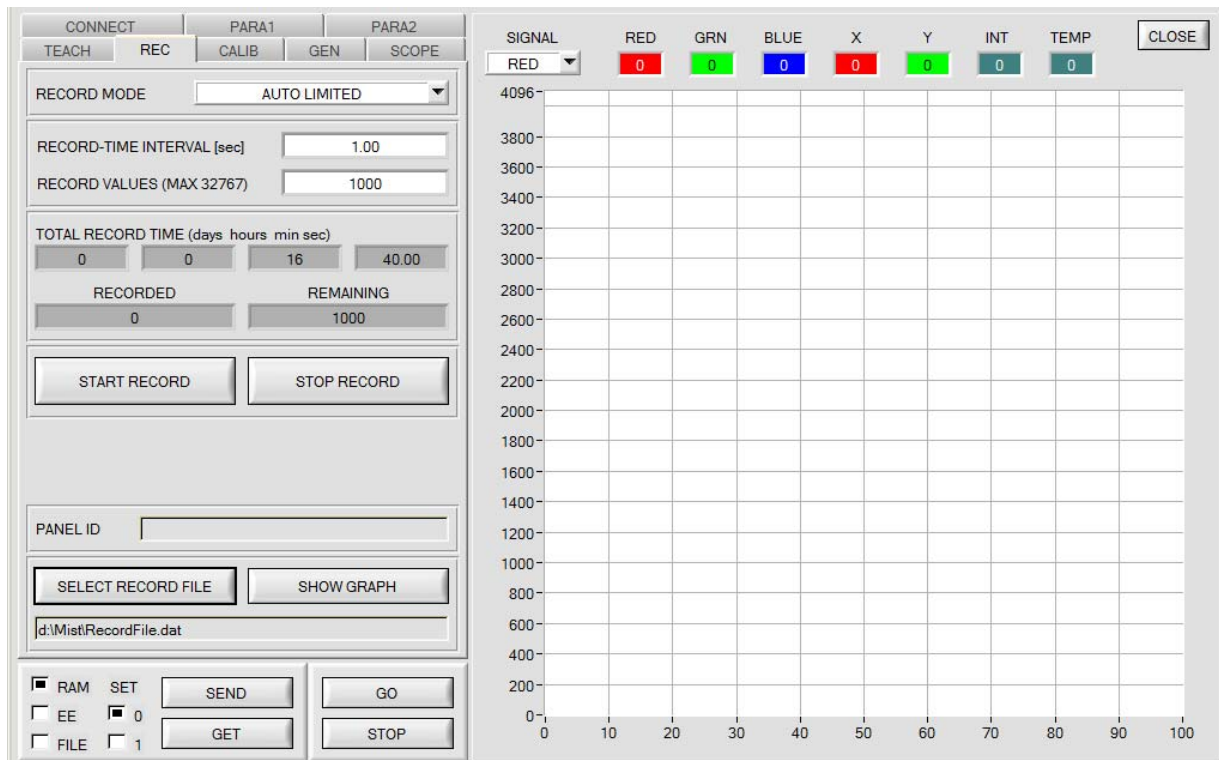 CONNECT PARA1 PARA2
TEACH REC CALIB GEN SCOPE
RECORD MODE AUTO LIMITED
RECORD-TIME INTERVAL [sec] 1.00
RECORD VALUES (MAX 32767) 1000
TOTAL RECORD TIME (days hours min sec)
0 0 16 40.00
RECORDED REMAINING
0 1000
START RECORD STOP RECORD
PANEL ID
SELECT RECORD FILE SHOW GRAPH
d:\Mist\RecordFile.dat
RAM SET SEND GO
EE 0
FILE 1 GET STOP
SIGNAL RED GRN BLUE X Y INT TEMP CLOSE
RED 0 0 0 0 0 0 0
4096
3800
3600
3400
3200
3000
2800
2600
2400
2200
2000
1800
1600
1400
1200
1000
800
600
400
200
0
0 10 20 30 40 50 60 70 80 90 100